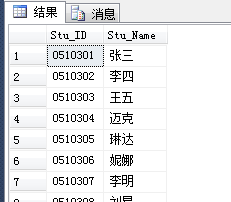 结果 消息
Stu_ID Stu_Name
1 0510301 张三
2 0510302 李四
3 0510303 王五
4 0510304 迈克
5 0510305 琳达
6 0510306 妮娜
7 0510307 李明